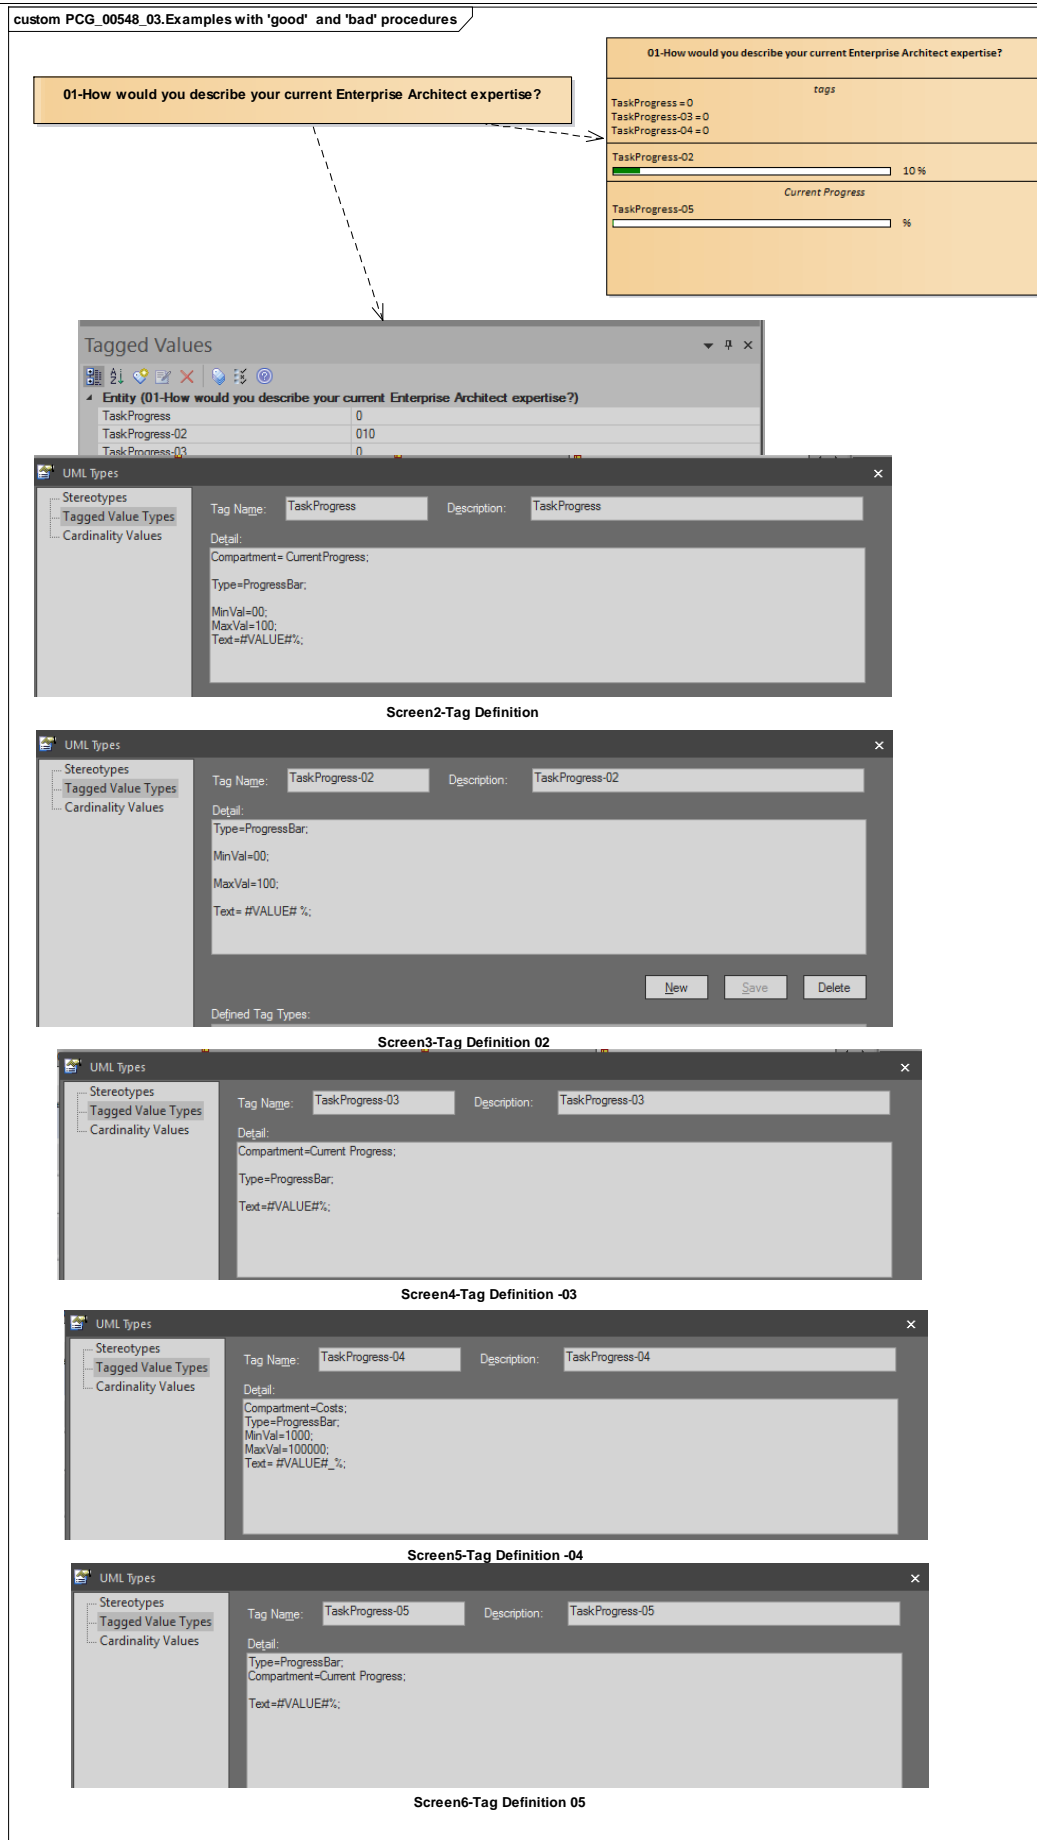 custom PCG_00548_03.Examples with 'good'  and 'bad' procedures
01-How would you describe your current Enterprise Architect expertise?
01-How would you describe your current Enterprise Architect expertise?
tags
TaskProgress = 0
TaskProgress-03 = 0
TaskProgress-04 = 0
TaskProgress-02
10 %
Current Progress
TaskProgress-05
%
Tagged Values
Entity (01-How would you describe your current Enterprise Architect expertise?)
TaskProgress 0
TaskProgress-02 010
TaskProgress-03 0
UML Types
Stereotypes
Tagged Value Types
Cardinality Values
Tag Name: TaskProgress Description: TaskProgress
Detail:
Compartment= CurrentProgress;
Type=ProgressBar;
MinVal=00;
MaxVal=100;
Text=#VALUE#%;
Screen2-Tag Definition
UML Types
Stereotypes
Tagged Value Types
Cardinality Values
Tag Name: TaskProgress-02 Description: TaskProgress-02
Detail:
Type=ProgressBar;
MinVal=00;
MaxVal=100;
Text= #VALUE# %;
New Save Delete
Defined Tag Types:
Screen3-Tag Definition 02
UML Types
Stereotypes
Tagged Value Types
Cardinality Values
Tag Name: TaskProgress-03 Description: TaskProgress-03
Detail:
Compartment=Current Progress;
Type=ProgressBar;
Text=#VALUE#%;
Screen4-Tag Definition -03
UML Types
Stereotypes
Tagged Value Types
Cardinality Values
Tag Name: TaskProgress-04 Description: TaskProgress-04
Detail:
Compartment=Costs;
Type=ProgressBar;
MinVal=1000;
MaxVal=100000;
Text= #VALUE#_%;
Screen5-Tag Definition -04
UML Types
Stereotypes
Tagged Value Types
Cardinality Values
Tag Name: TaskProgress-05 Description: TaskProgress-05
Detail:
Type=ProgressBar;
Compartment=Current Progress;
Text=#VALUE#%;
Screen6-Tag Definition 05